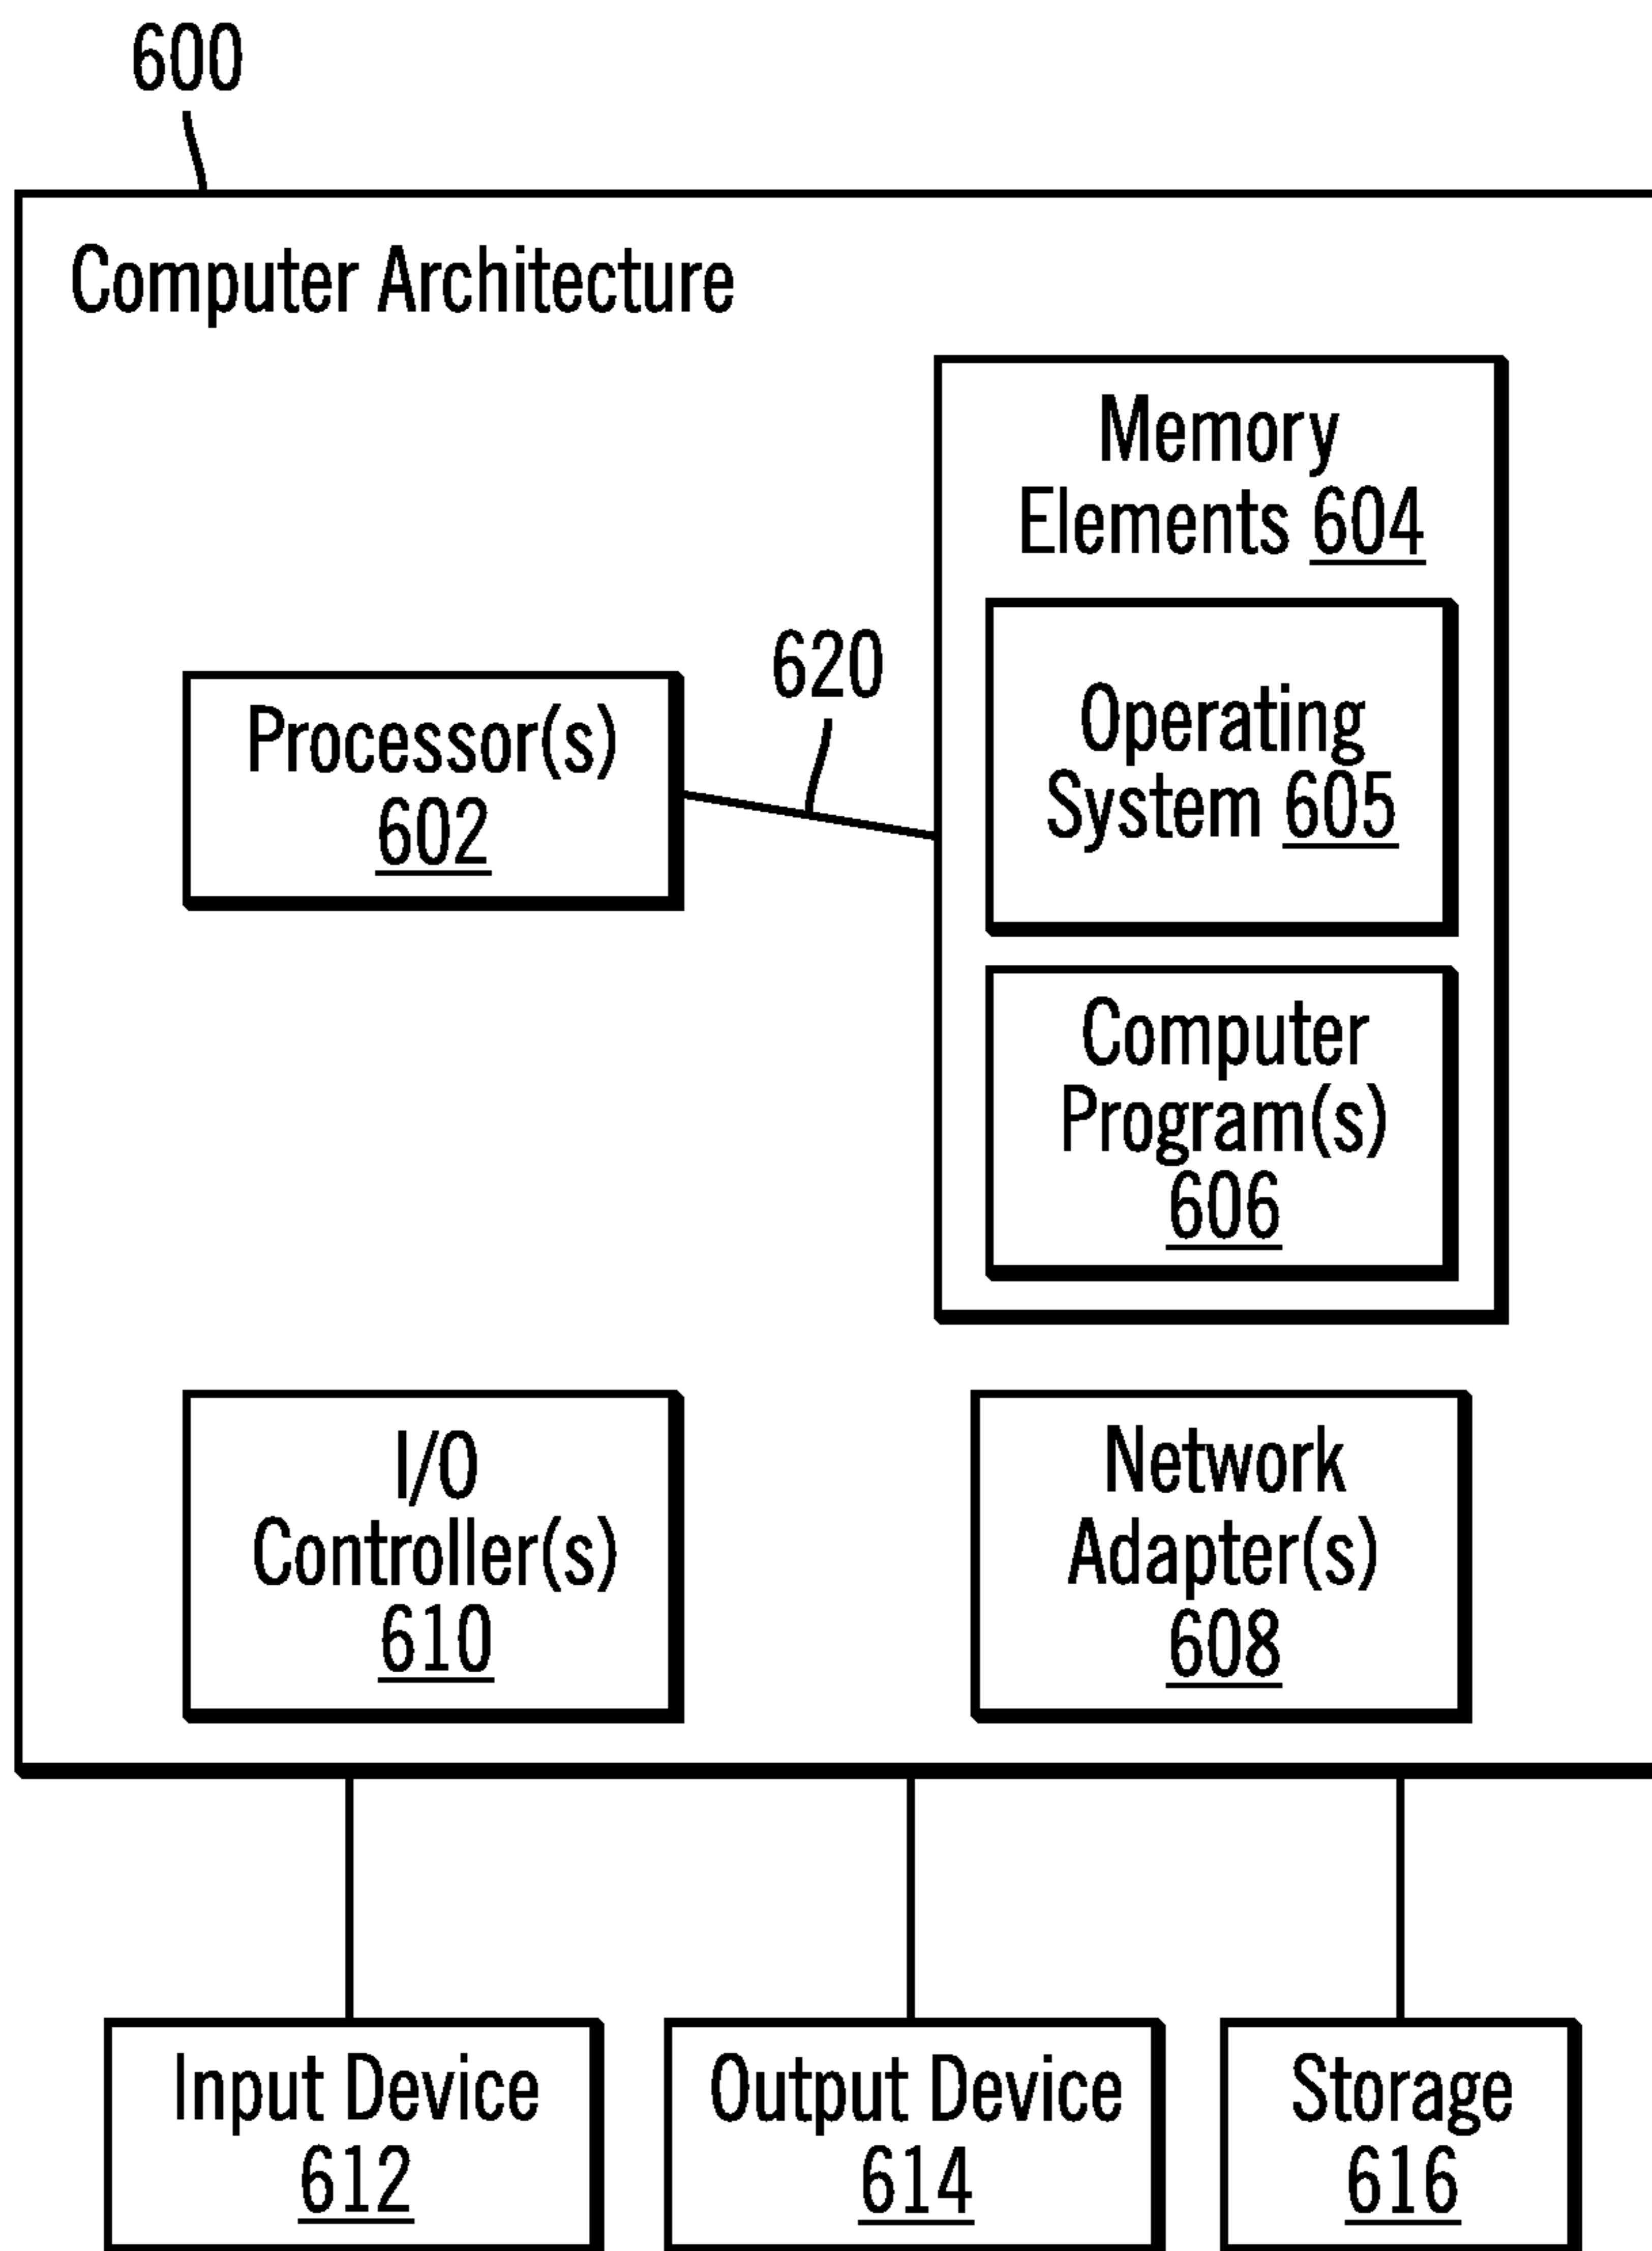 600
Computer Architecture
Memory
Elements 604
620
Processor(s)
602
Operating
System 605
Computer
Program(s)
606
I/O
Controller(s)
610
Network
Adapter(s)
608
Input Device
612
Output Device
614
Storage
616